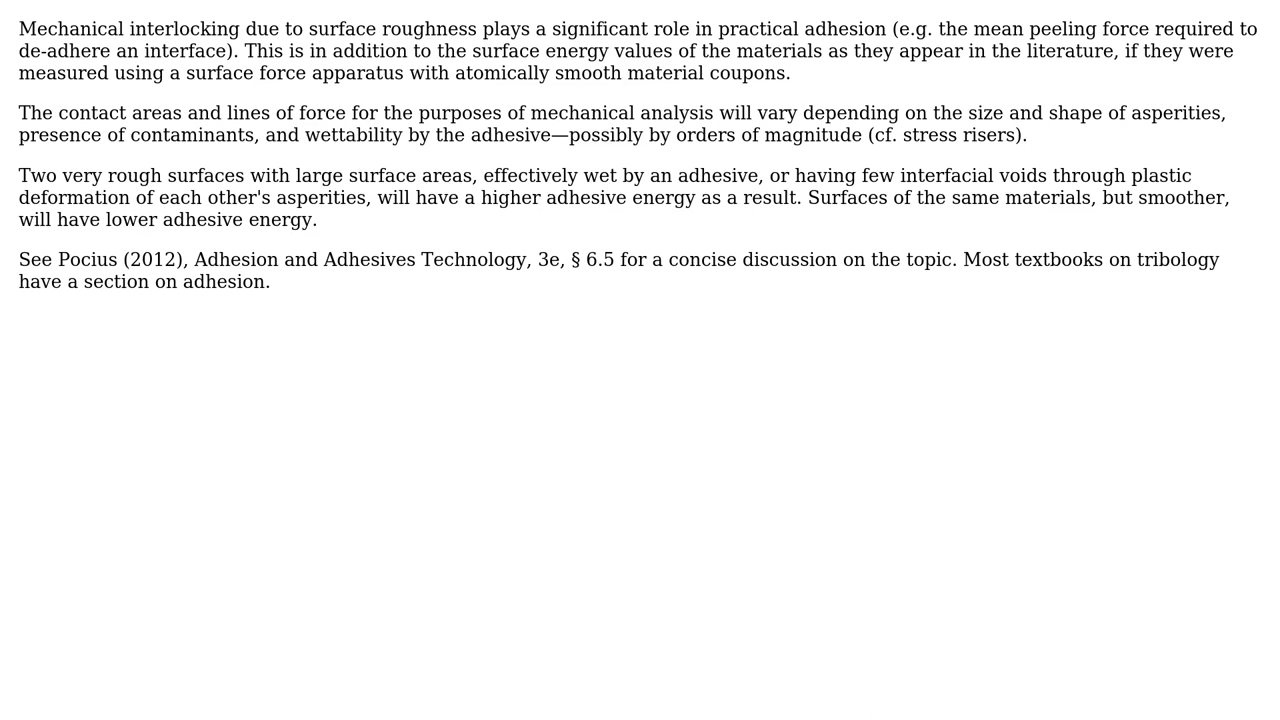 Mechanical interlocking due to surface roughness plays a significant role in practical adhesion (e.g. the mean peeling force required to
de-adhere an interface). This is in addition to the surface energy values of the materials as they appear in the literature, if they were
measured using a surface force apparatus with atomically smooth material coupons.
The contact areas and lines of force for the purposes of mechanical analysis will vary depending on the size and shape of asperities,
presence of contaminants, and wettability by the adhesive—possibly by orders of magnitude (cf. stress risers).
Two very rough surfaces with large surface areas, effectively wet by an adhesive, or having few interfacial voids through plastic
deformation of each other's asperities, will have a higher adhesive energy as a result. Surfaces of the same materials, but smoother,
will have lower adhesive energy.
See Pocius (2012), Adhesion and Adhesives Technology, 3e, § 6.5 for a concise discussion on the topic. Most textbooks on tribology
have a section on adhesion.